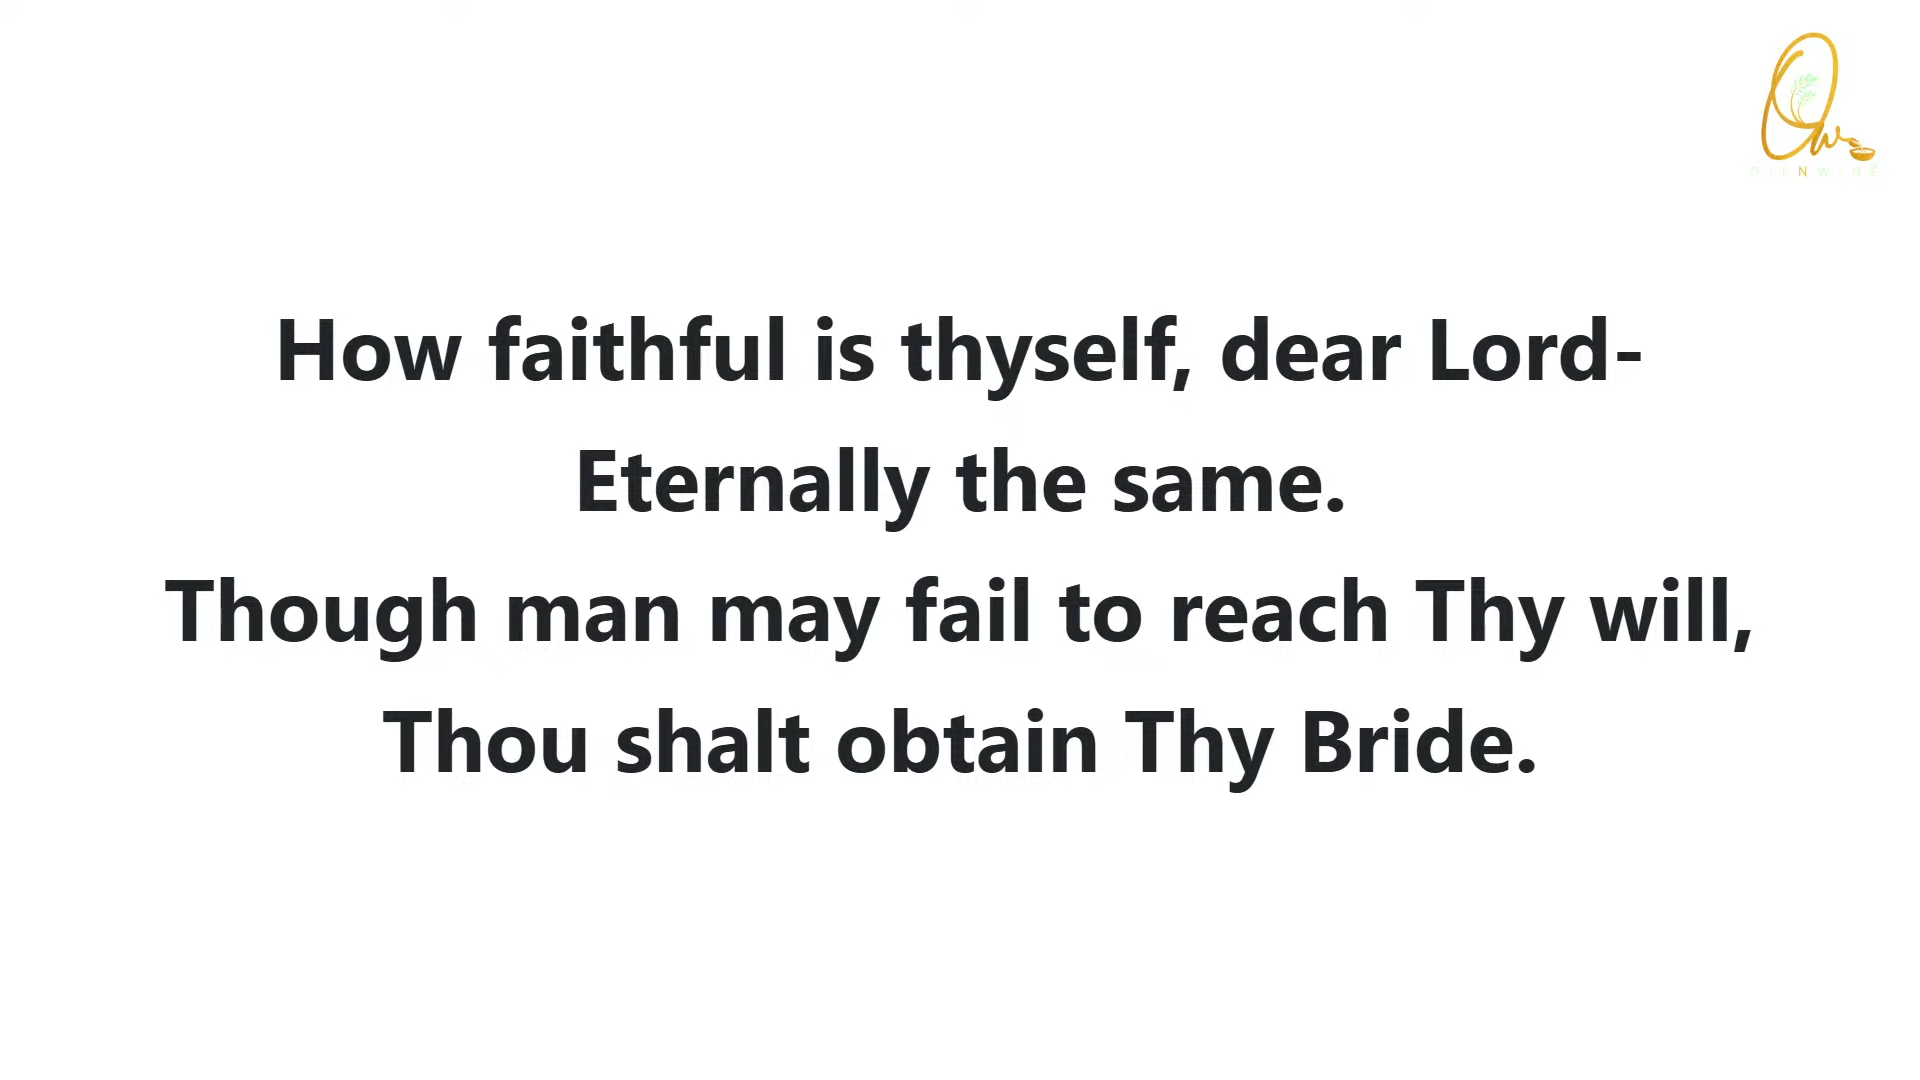 How faithful is thyself, dear Lord-
Eternally the same.
Though man may fail to reach Thy will,
Thou shalt obtain Thy Bride.